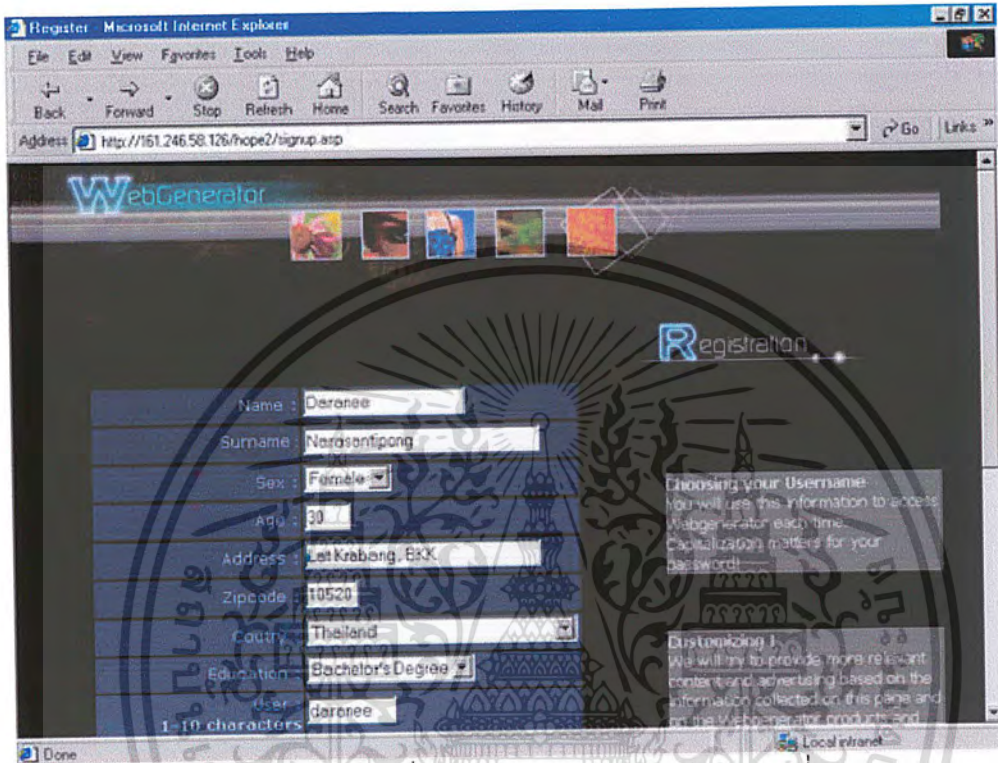 Register - Microsoft Internet Explorer
File Edit View Favorites Tools Help
Back Forward Stop Refresh Home Search Favorites History Mail Print
Address http://161.246.58.126/hope2/signup.asp Go Links »
WebGenerator
Registration
Name : Daranee
Surname : Narasantipong
Sex : Female
Age : 30
Address : Lat Krabang, BKK
Zipcode : 10520
Coutry : Thailand
Education : Bachelor's Degree
User
1-10 characters daranee
Choosing your Username
You will use this information to access
Webgenerator each time.
Capitalization matters for your
password!
Customizing
We will try to provide more relevant
content and advertising based on the
information collected on this page and
on the Webgenerator products and
Done Local intranet